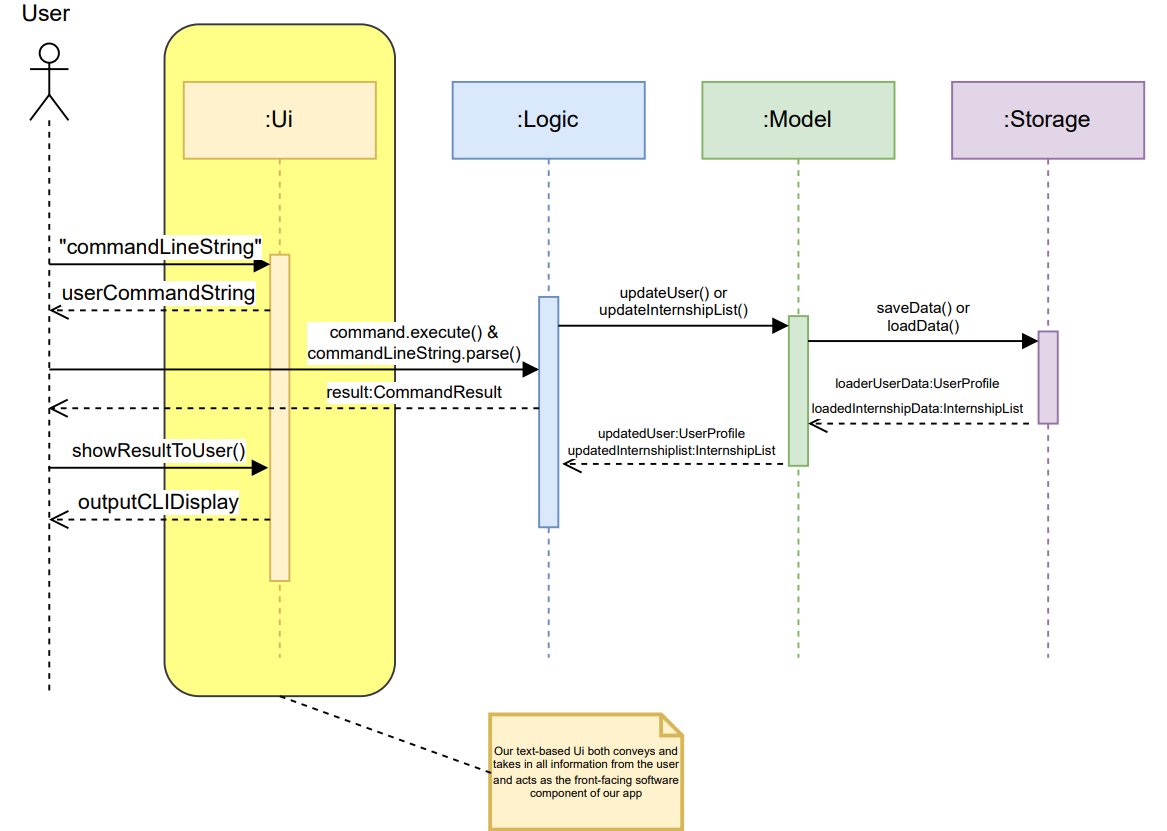 User
:Ui
:Logic
:Model
:Storage
"commandLineString"
userCommandString
command.execute() &
commandLineString.parse()
result:CommandResult
showResultToUser()
outputCLIDisplay
updateUser() or
updateInternshipList()
saveData() or
loadData()
loaderUserData:UserProfile
loadedInternshipData:InternshipList
updatedUser:UserProfile
updatedInternshiplist:InternshipList
Our text-based Ui both conveys and
takes in all information from the user
and acts as the front-facing software
component of our app